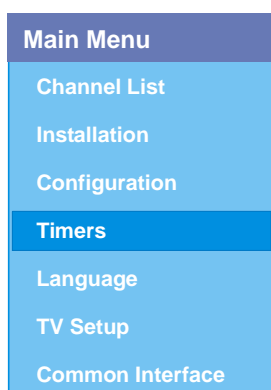 Main Menu
Channel List
Installation
Configuration
Timers
Language
TV Setup
Common Interface